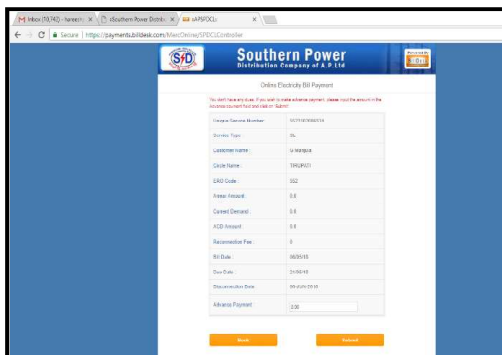 Inbox (10,742) - hareesh
Southern Power Distrib
APSPDCL
Secure | https://payments.billdesk.com/MercOnline/SPDCLController
Southern Power
Distribution Company of A.P Ltd
Online Electricity Bill Payment
You don't have any dues. If you wish to make advance payment, please input the amount in the
Advance payment field and click on 'Submit'
Unique Service Number :
Service Type :
Customer Name :
Circle Name : TIRUPATI
ERO Code :
Arrear Amount : 0.0
Current Demand : 0.0
ACD Amount : 0.0
Reconnection Fee : 0
Bill Date :
Due Date :
Disconnection Date :
Advance Payment : 0.00
Submit